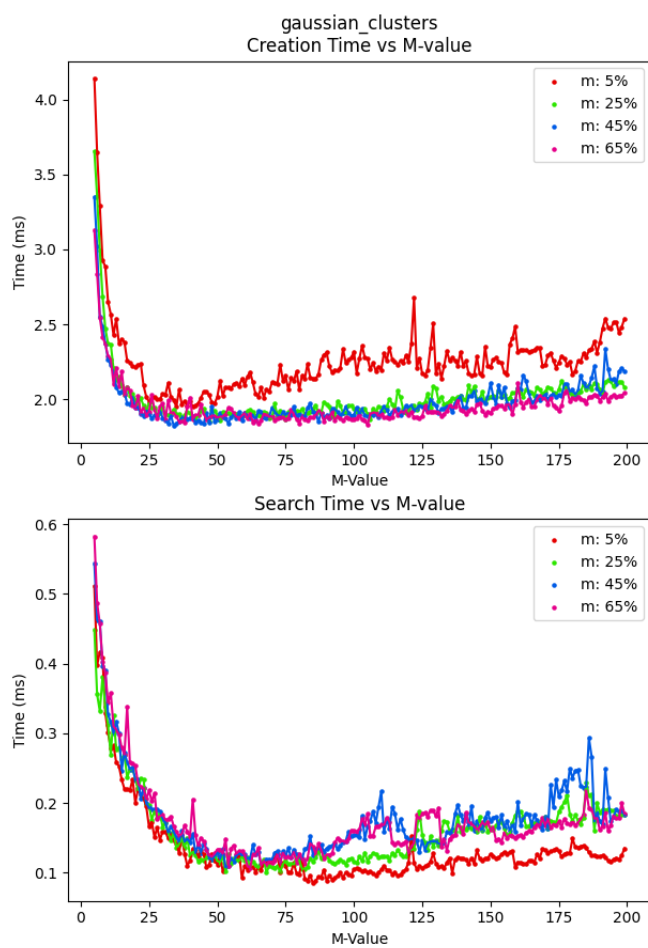 gaussian_clusters
Creation Time vs M-value
4.0
3.5
3.0
2.5
2.0
Time (ms)
m: 5%
m: 25%
m: 45%
m: 65%
0 25 50 75 100 125 150 175 200
M-Value
Search Time vs M-value
0.6
0.5
0.4
0.3
0.2
0.1
Time (ms)
m: 5%
m: 25%
m: 45%
m: 65%
0 25 50 75 100 125 150 175 200
M-Value